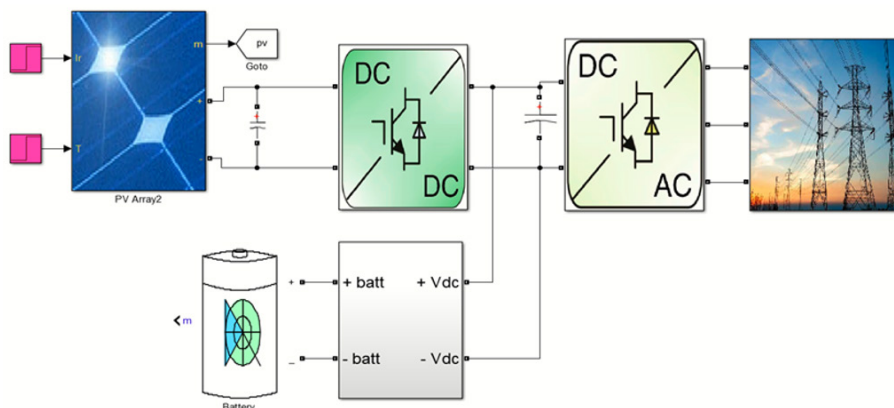 Ir
m
pv
Goto
+
T
-
PV Array2
DC
DC
DC
AC
+
m
+
_
Battery
+ batt
+ Vdc
- batt
- Vdc